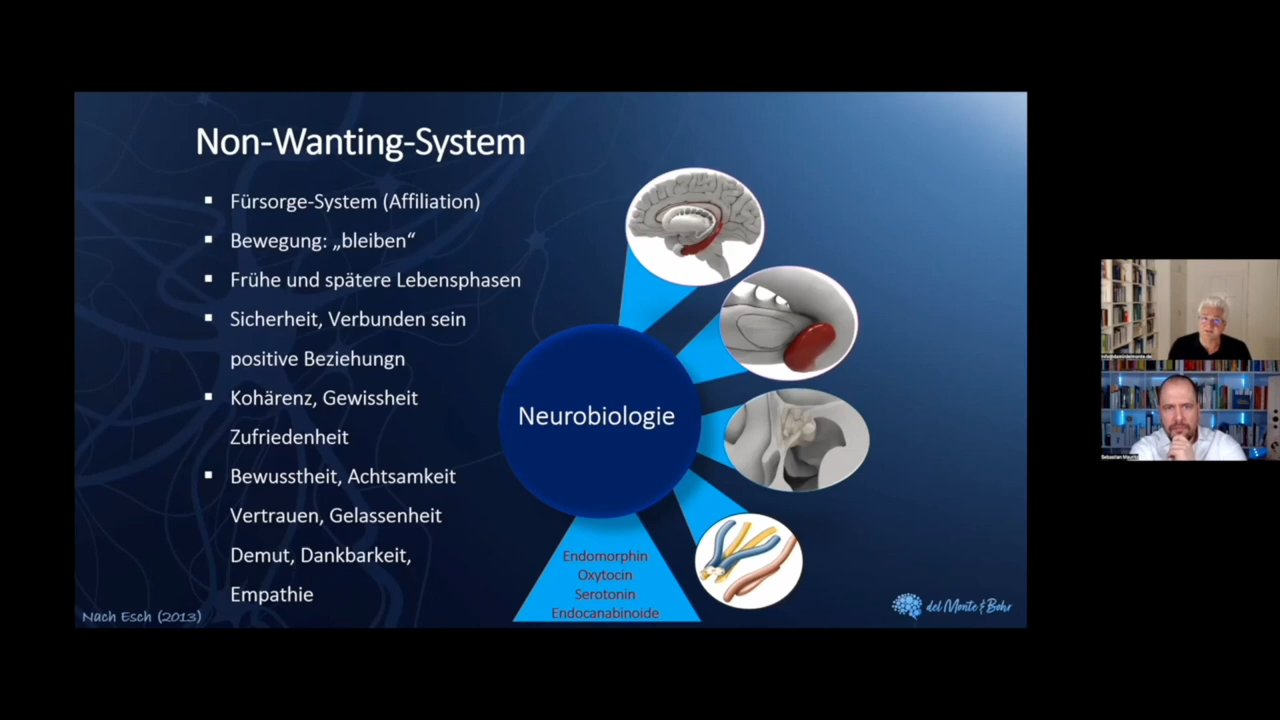 Non-Wanting-System
▪ Fürsorge-System (Affiliation)
▪ Bewegung: „bleiben“
▪ Frühe und spätere Lebensphasen
▪ Sicherheit, Verbunden sein
positive Beziehungn
▪ Kohärenz, Gewissheit
Zufriedenheit
▪ Bewusstheit, Achtsamkeit
Vertrauen, Gelassenheit
Demut, Dankbarkeit,
Empathie
Nach Esch (2013)
Neurobiologie
Endomorphin
Oxytocin
Serotonin
Endocanabinoide
del Monte & Bohr